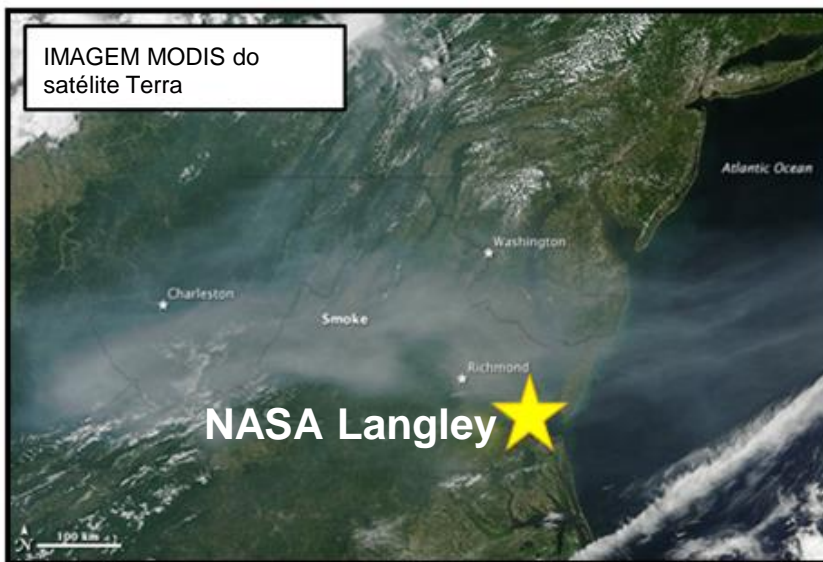 IMAGEM MODIS do
satélite Terra
Atlantic Ocean
Washington
Charleston
Smoke
Richmond
NASA Langley
N
100 km